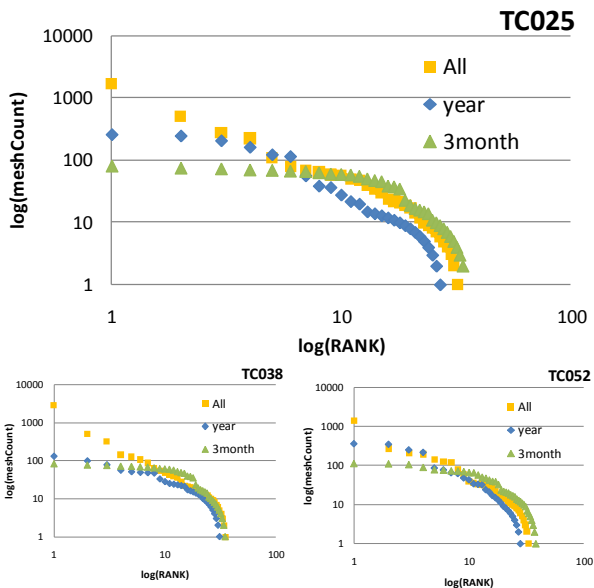 TC025
10000
1000
100
10
1
1
10
100
log(meshCount)
log(RANK)
All
year
3month
TC038
10000
1000
100
10
1
1
10
100
log(meshCount)
log(RANK)
All
year
3month
TC052
10000
1000
100
10
1
1
10
100
log(meshCount)
log(RANK)
All
year
3month